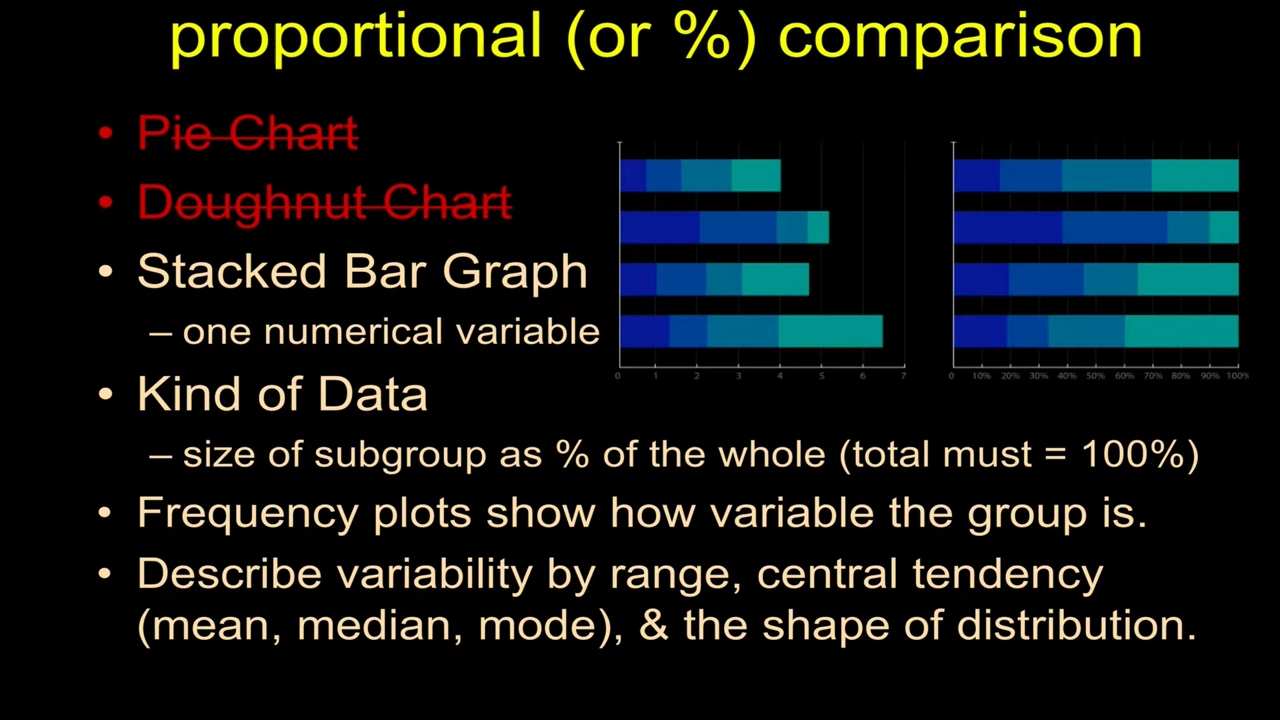 proportional (or %) comparison
• Pie Chart
• Doughnut Chart
• Stacked Bar Graph
– one numerical variable
0 1 2 3 4 5 6 7
0 10% 20% 30% 40% 50% 60% 70% 80% 90% 100%
• Kind of Data
– size of subgroup as % of the whole (total must = 100%)
• Frequency plots show how variable the group is.
• Describe variability by range, central tendency
(mean, median, mode), & the shape of distribution.